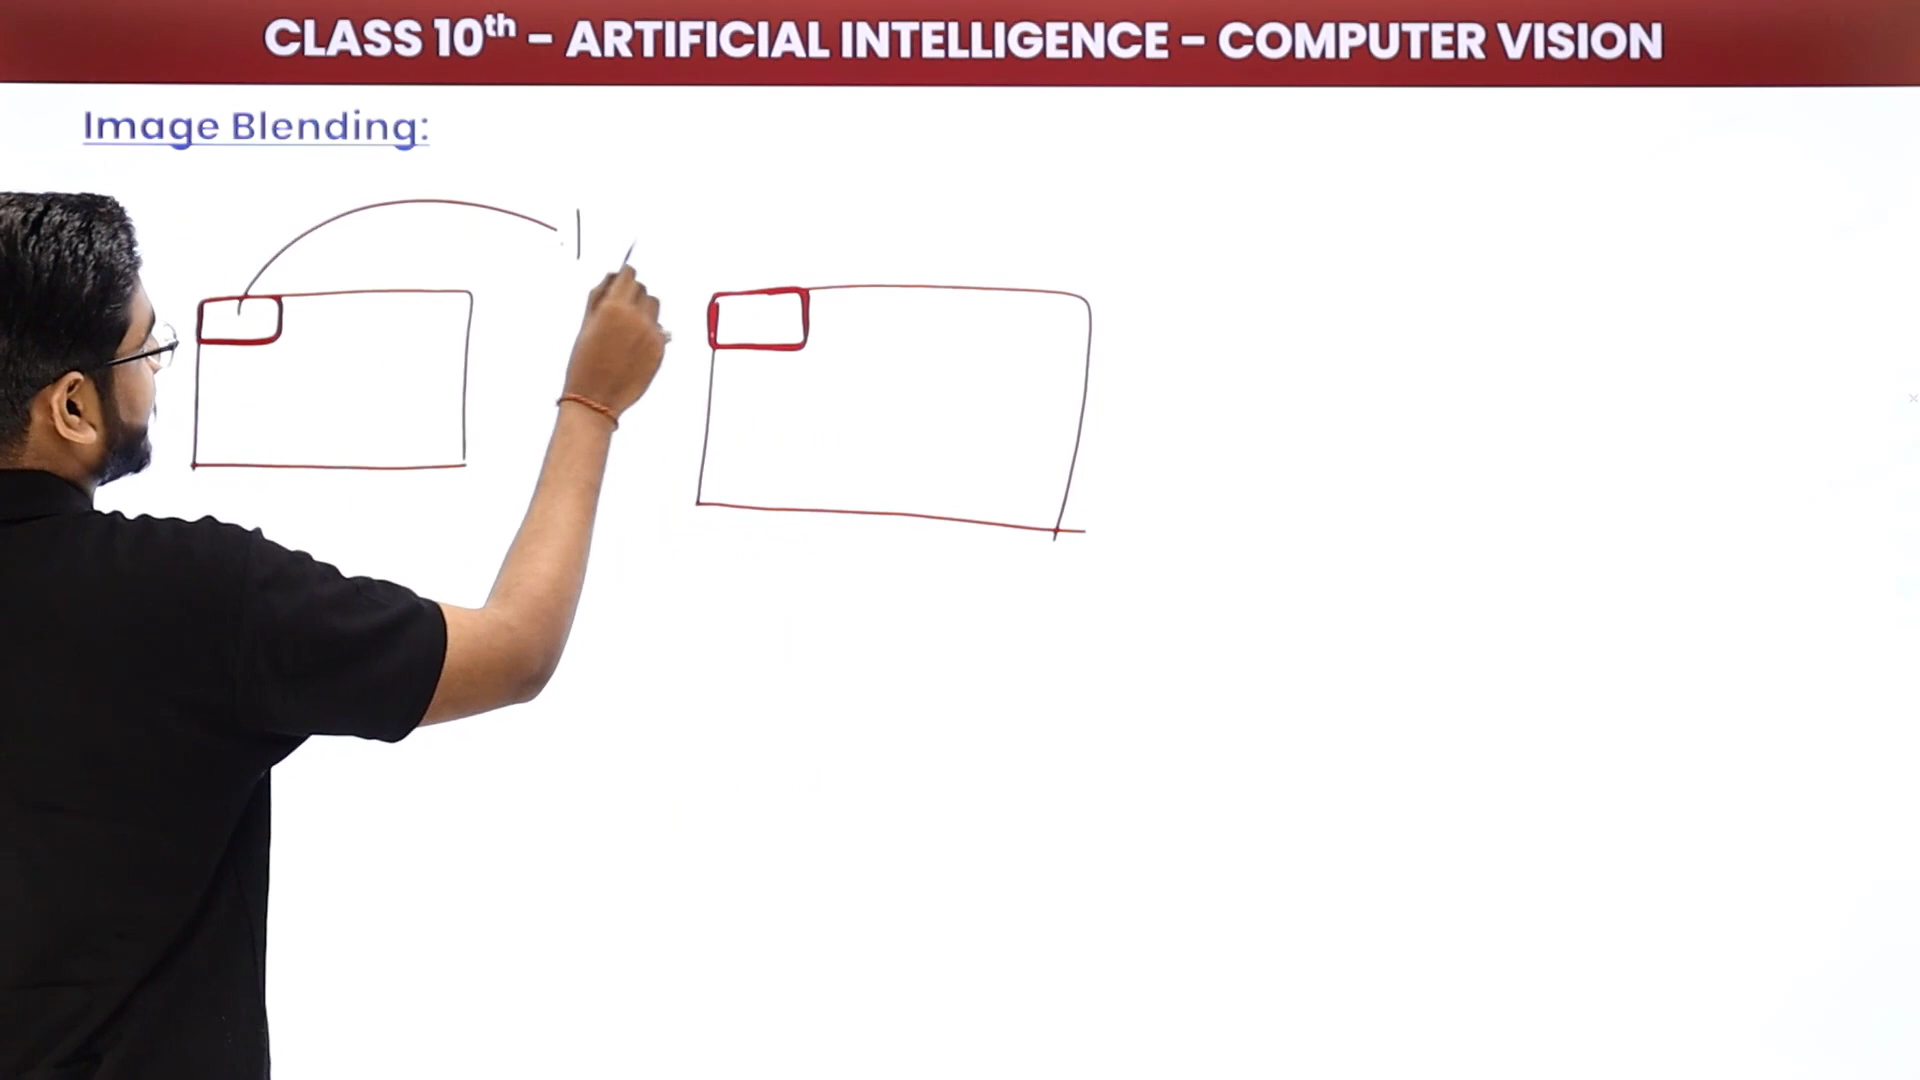 CLASS 10th - ARTIFICIAL INTELLIGENCE - COMPUTER VISION
Image Blending: